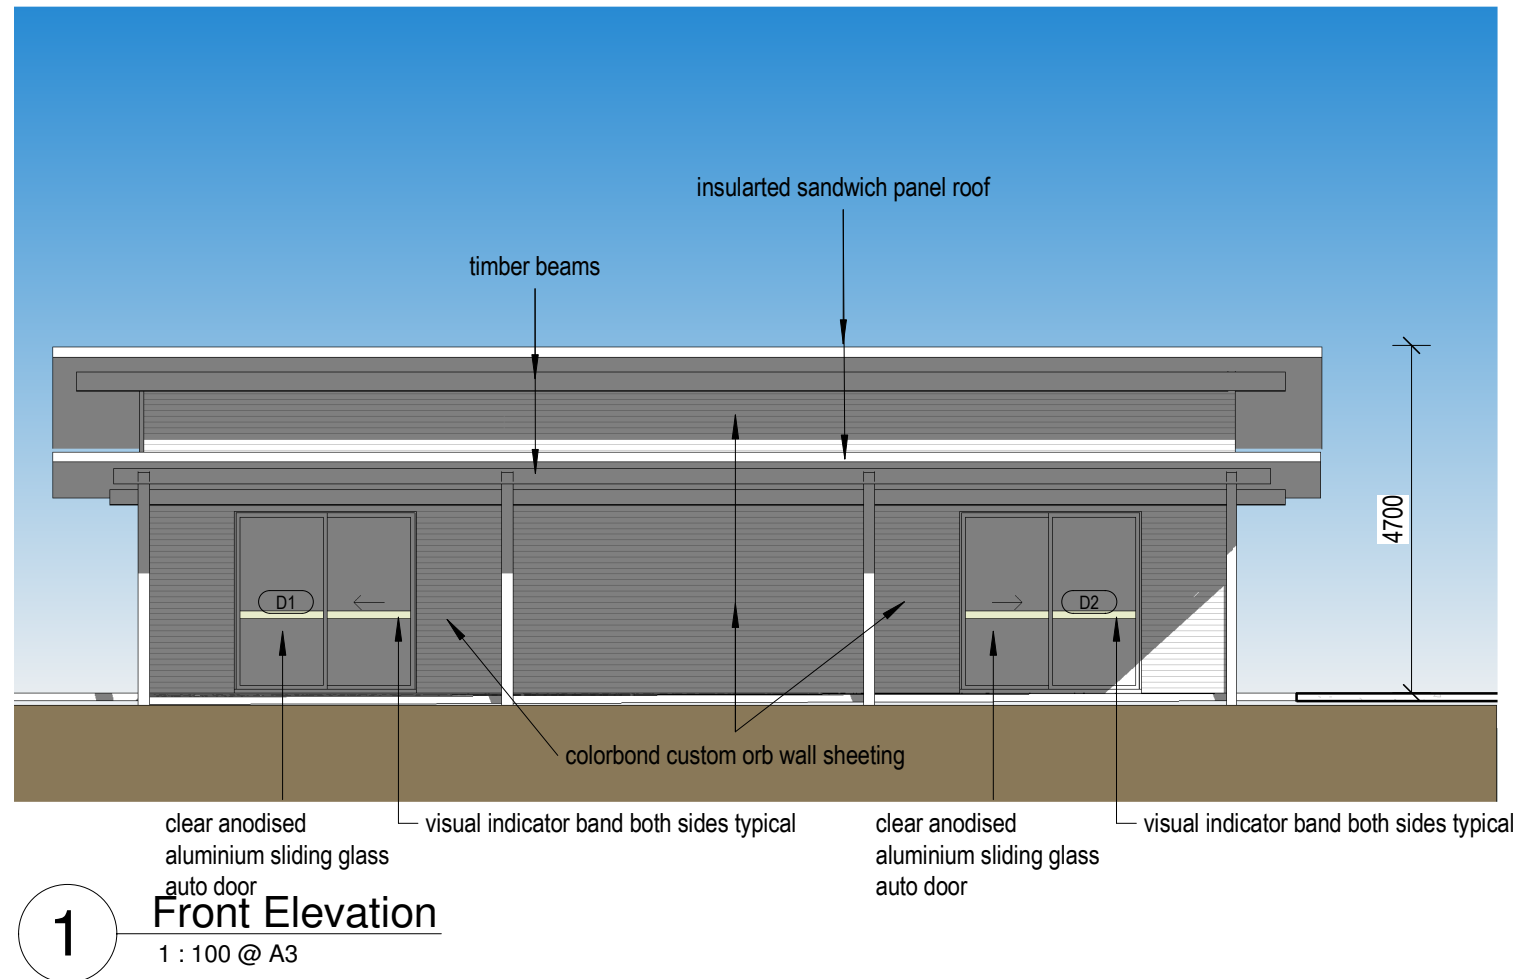 insularted sandwich panel roof
timber beams
4700
D1
D2
colorbond custom orb wall sheeting
clear anodised
aluminium sliding glass
auto door
visual indicator band both sides typical
clear anodised
aluminium sliding glass
auto door
visual indicator band both sides typical
1
Front Elevation
1 : 100 @ A3